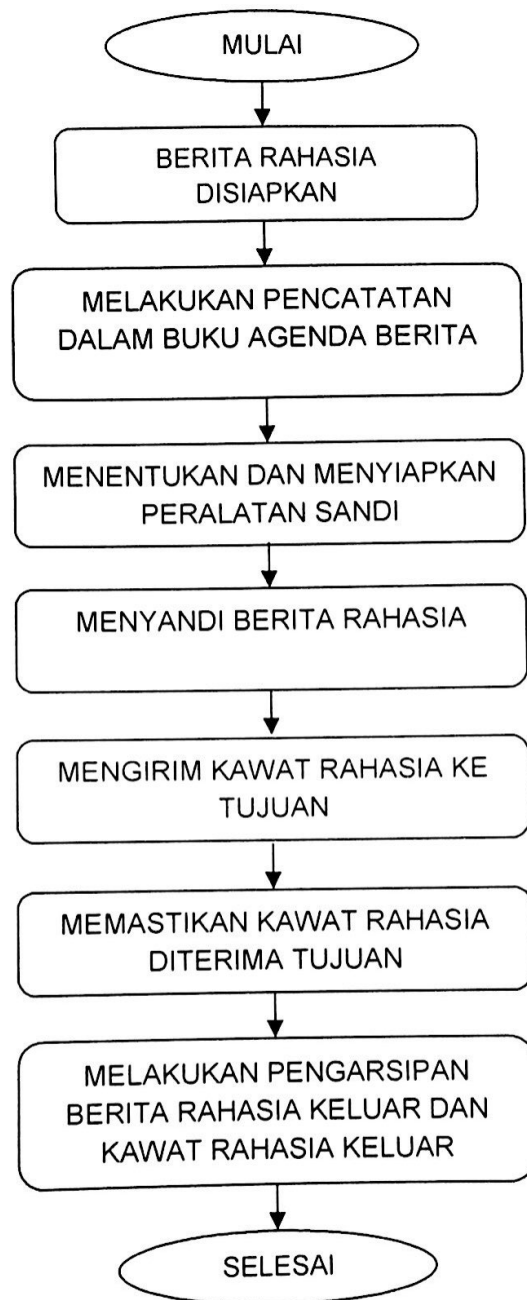 MULAI
BERITA RAHASIA
DISIAPKAN
MELAKUKAN PENCATATAN
DALAM BUKU AGENDA BERITA
MENENTUKAN DAN MENYIAPKAN
PERALATAN SANDI
MENYANDI BERITA RAHASIA
MENGIRIM KAWAT RAHASIA KE
TUJUAN
MEMASTIKAN KAWAT RAHASIA
DITERIMA TUJUAN
MELAKUKAN PENGARSIPAN
BERITA RAHASIA KELUAR DAN
KAWAT RAHASIA KELUAR
SELESAI